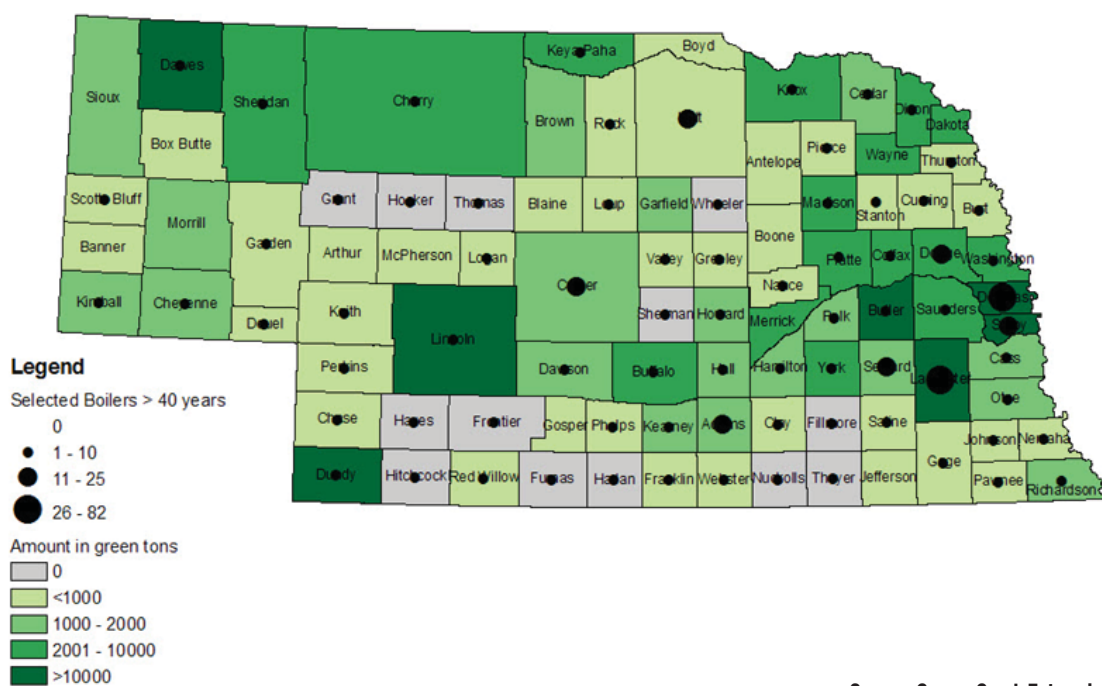 Boyd
Keya Paha
Dawes
Knox
Cedar
Sioux
Sheridan
Cherry
Dixon
Brown
Rock
Dakota
Box Butte
Pierce
Wayne
Antelope
Thurston
Scotts Bluff
Grant
Hooker
Thomas
Blaine
Loup
Garfield
Wheeler
Madison
Stanton
Cuming
Burt
Morrill
Banner
Garden
Arthur
McPherson
Logan
Valley
Greeley
Boone
Platte
Colfax
Dodge
Washington
Nance
Kimball
Cheyenne
Keith
Custer
Sherman
Howard
Merrick
Polk
Butler
Saunders
Douglas
Sarpy
Deuel
Lincoln
Cass
Perkins
Dawson
Buffalo
Hall
Hamilton
York
Seward
Lancaster
Otoe
Chase
Hayes
Frontier
Gosper
Phelps
Kearney
Adams
Clay
Fillmore
Saline
Johnson
Nemaha
Gage
Dundy
Hitchcock
Red Willow
Furnas
Harlan
Franklin
Webster
Nuckolls
Thayer
Jefferson
Pawnee
Richardson
Legend
Selected Boilers > 40 years
0
1 - 10
11 - 25
26 - 82
Amount in green tons
0
<1000
1000 - 2000
2001 - 10000
>10000